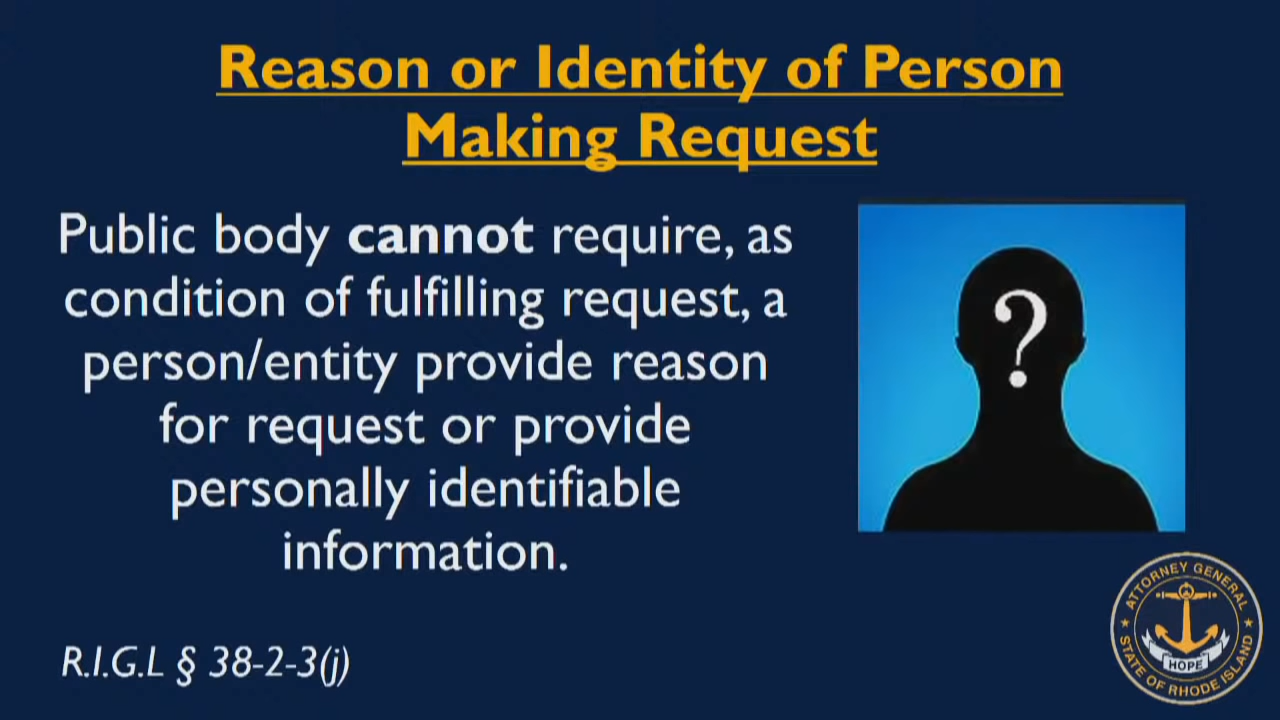 Reason or Identity of Person
Making Request
Public body cannot require, as
condition of fulfilling request, a
person/entity provide reason
for request or provide
personally identifiable
information.
?
R.I.G.L § 38-2-3(j)
ATTORNEY GENERAL
HOPE
STATE OF RHODE ISLAND